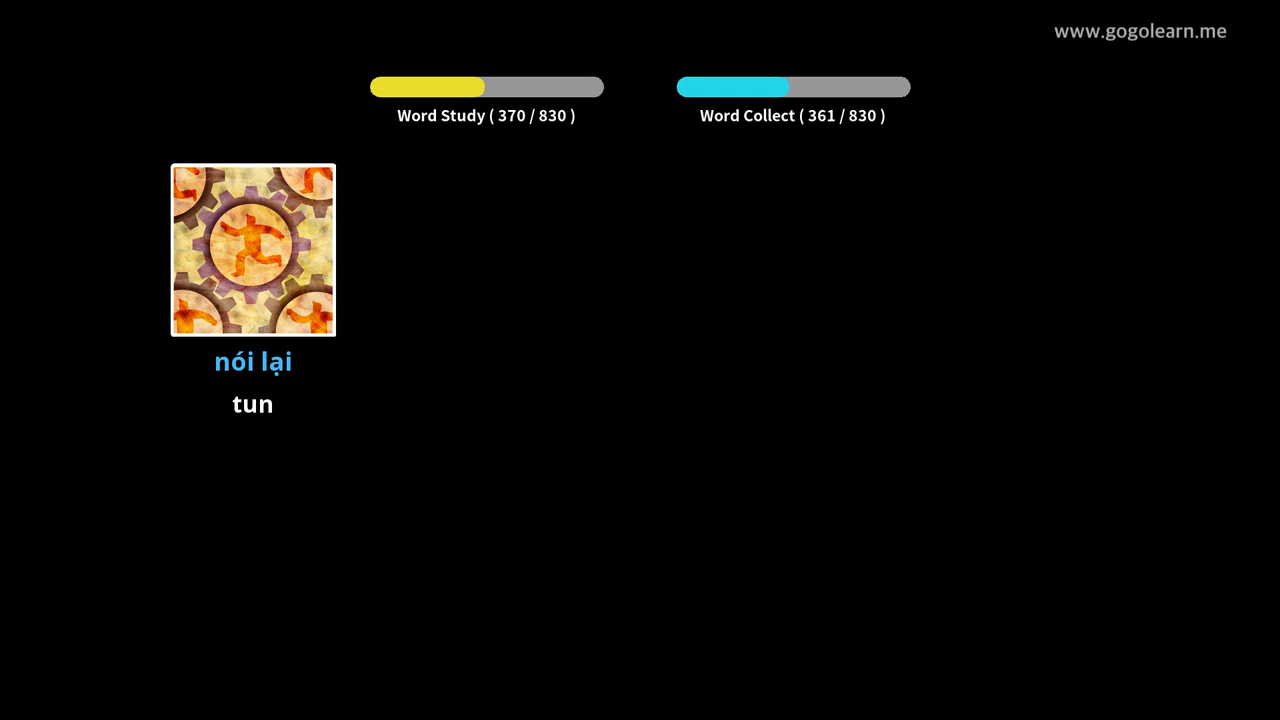 www.gogolearn.me
Word Study ( 370 / 830 )
Word Collect ( 361 / 830 )
nói lại
tun